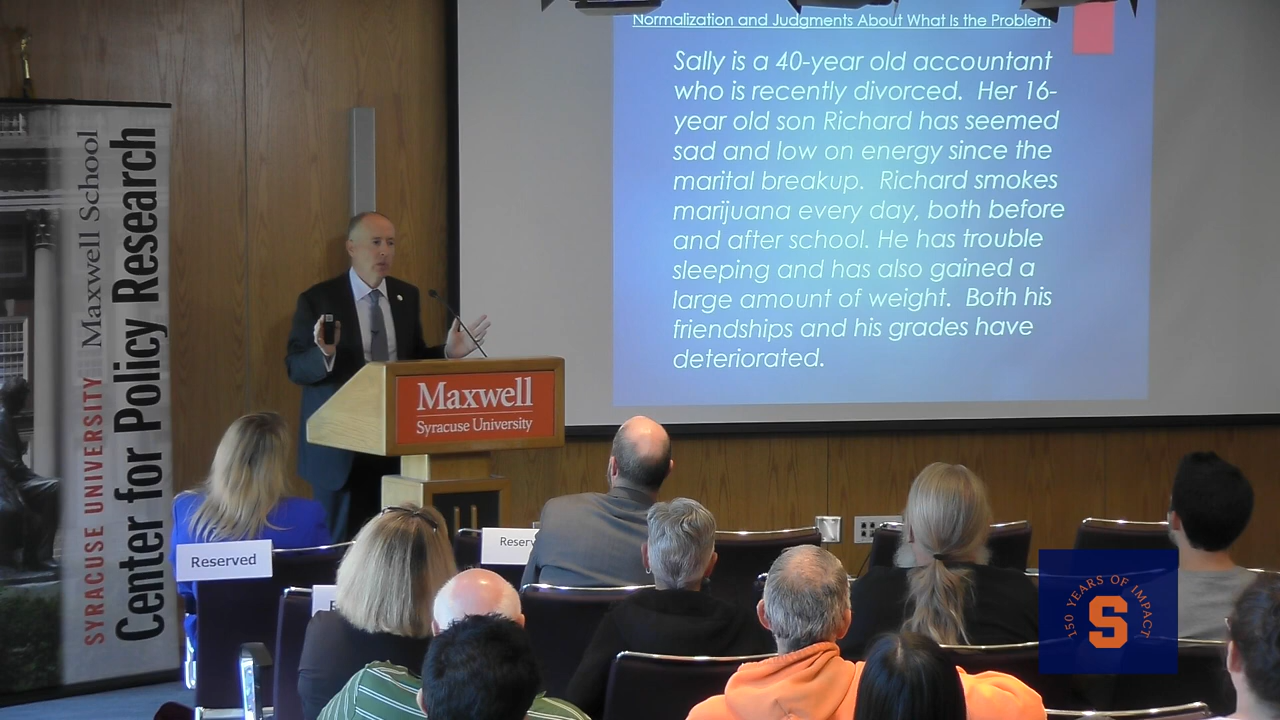 Normalization and Judgments About What Is the Problem
Sally is a 40-year old accountant
who is recently divorced. Her 16-
year old son Richard has seemed
sad and low on energy since the
marital breakup. Richard smokes
marijuana every day, both before
and after school. He has trouble
sleeping and has also gained a
large amount of weight. Both his
friendships and his grades have
deteriorated.
SYRACUSE UNIVERSITY Maxwell School
Center for Policy Research
Maxwell
Syracuse University
Reserved
150 YEARS OF IMPACT
S